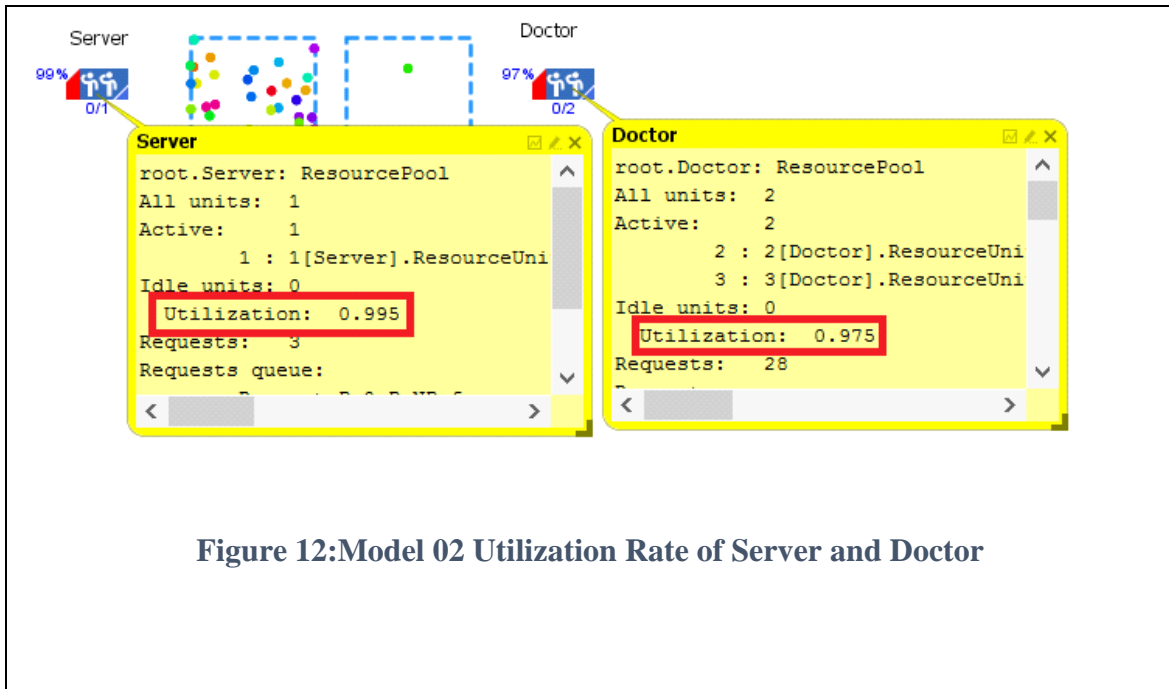 Server
99%
0/1
Doctor
97%
0/2
Server
root.Server: ResourcePool
All units: 1
Active: 1
1 : 1[Server].ResourceUni
Idle units: 0
Utilization: 0.995
Requests: 3
Requests queue:
Doctor
root.Doctor: ResourcePool
All units: 2
Active: 2
2 : 2[Doctor].ResourceUni
3 : 3[Doctor].ResourceUni
Idle units: 0
Utilization: 0.975
Requests: 28
Figure 12:Model 02 Utilization Rate of Server and Doctor